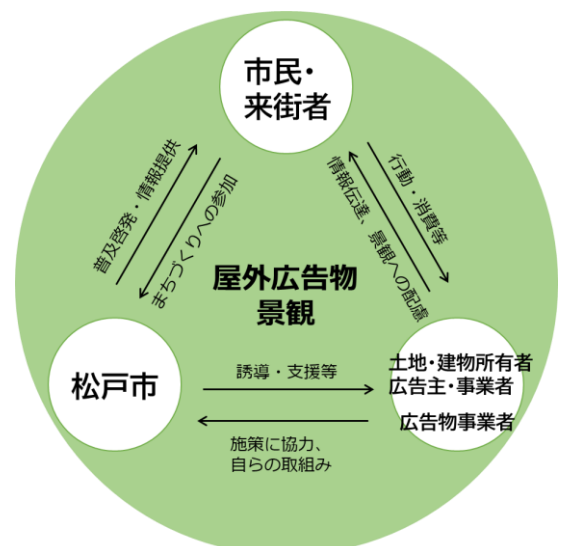 市民・
来街者
普及啓発・情報提供
まちづくりへの参加
行動・消費等
情報伝達、景観への配慮
屋外広告物
景観
松戸市
誘導・支援等
施策に協力、
自らの取組み
土地・建物所有者
広告主・事業者
広告物事業者